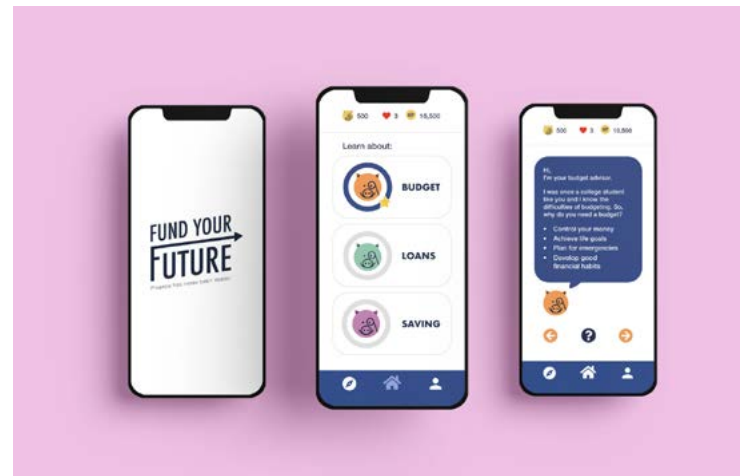 FUND YOUR
FUTURE
500 3 15,500
Learn about:
BUDGET
LOANS
SAVING
500 3 15,500
Hi,
I'm your budget advisor.
I was once a college student
like you and I know the
difficulties of budgeting. So,
why do you need a budget?
• Control your money
• Achieve life goals
• Plan for emergencies
• Develop good
financial habits
?